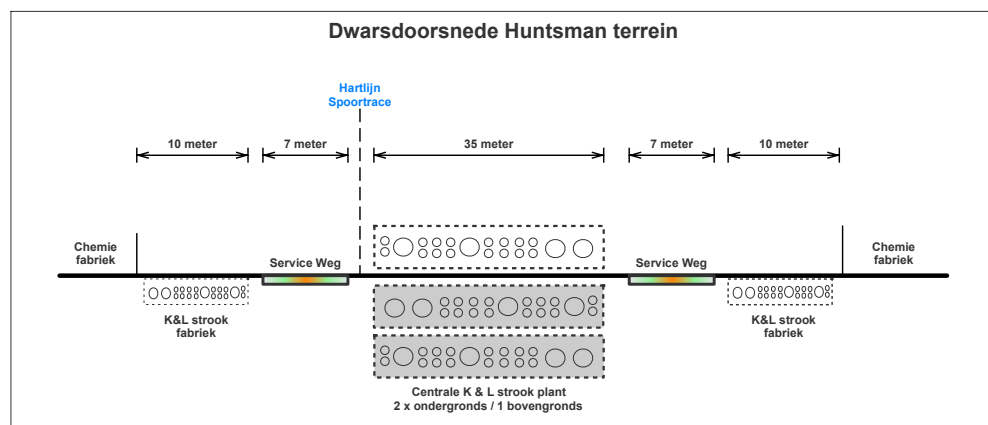 Dwarsdoorsnede Huntsman terrein
Hartlijn
Spoortrace
10 meter
7 meter
35 meter
7 meter
10 meter
Chemie
fabriek
Service Weg
Service Weg
Chemie
fabriek
K&L strook
fabriek
K&L strook
fabriek
Centrale K & L strook plant
2 x ondergronds / 1 bovengronds